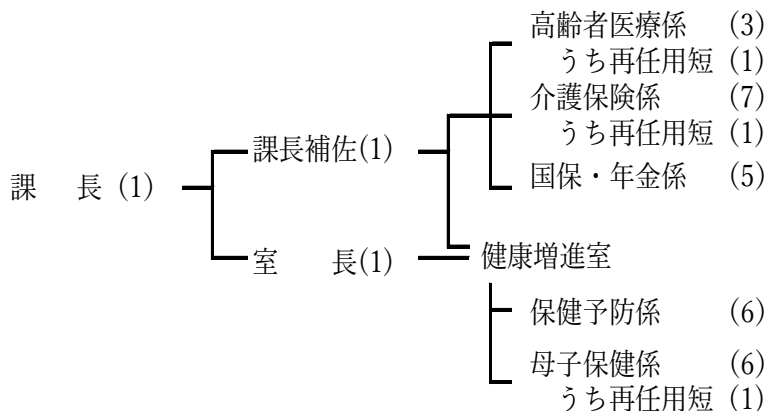 高齢者医療係 (3)
うち再任用短 (1)
介護保険係 (7)
課長補佐(1)
うち再任用短 (1)
課 長 (1)
国保・年金係 (5)
室 長(1)
健康増進室
保健予防係 (6)
母子保健係 (6)
うち再任用短 (1)